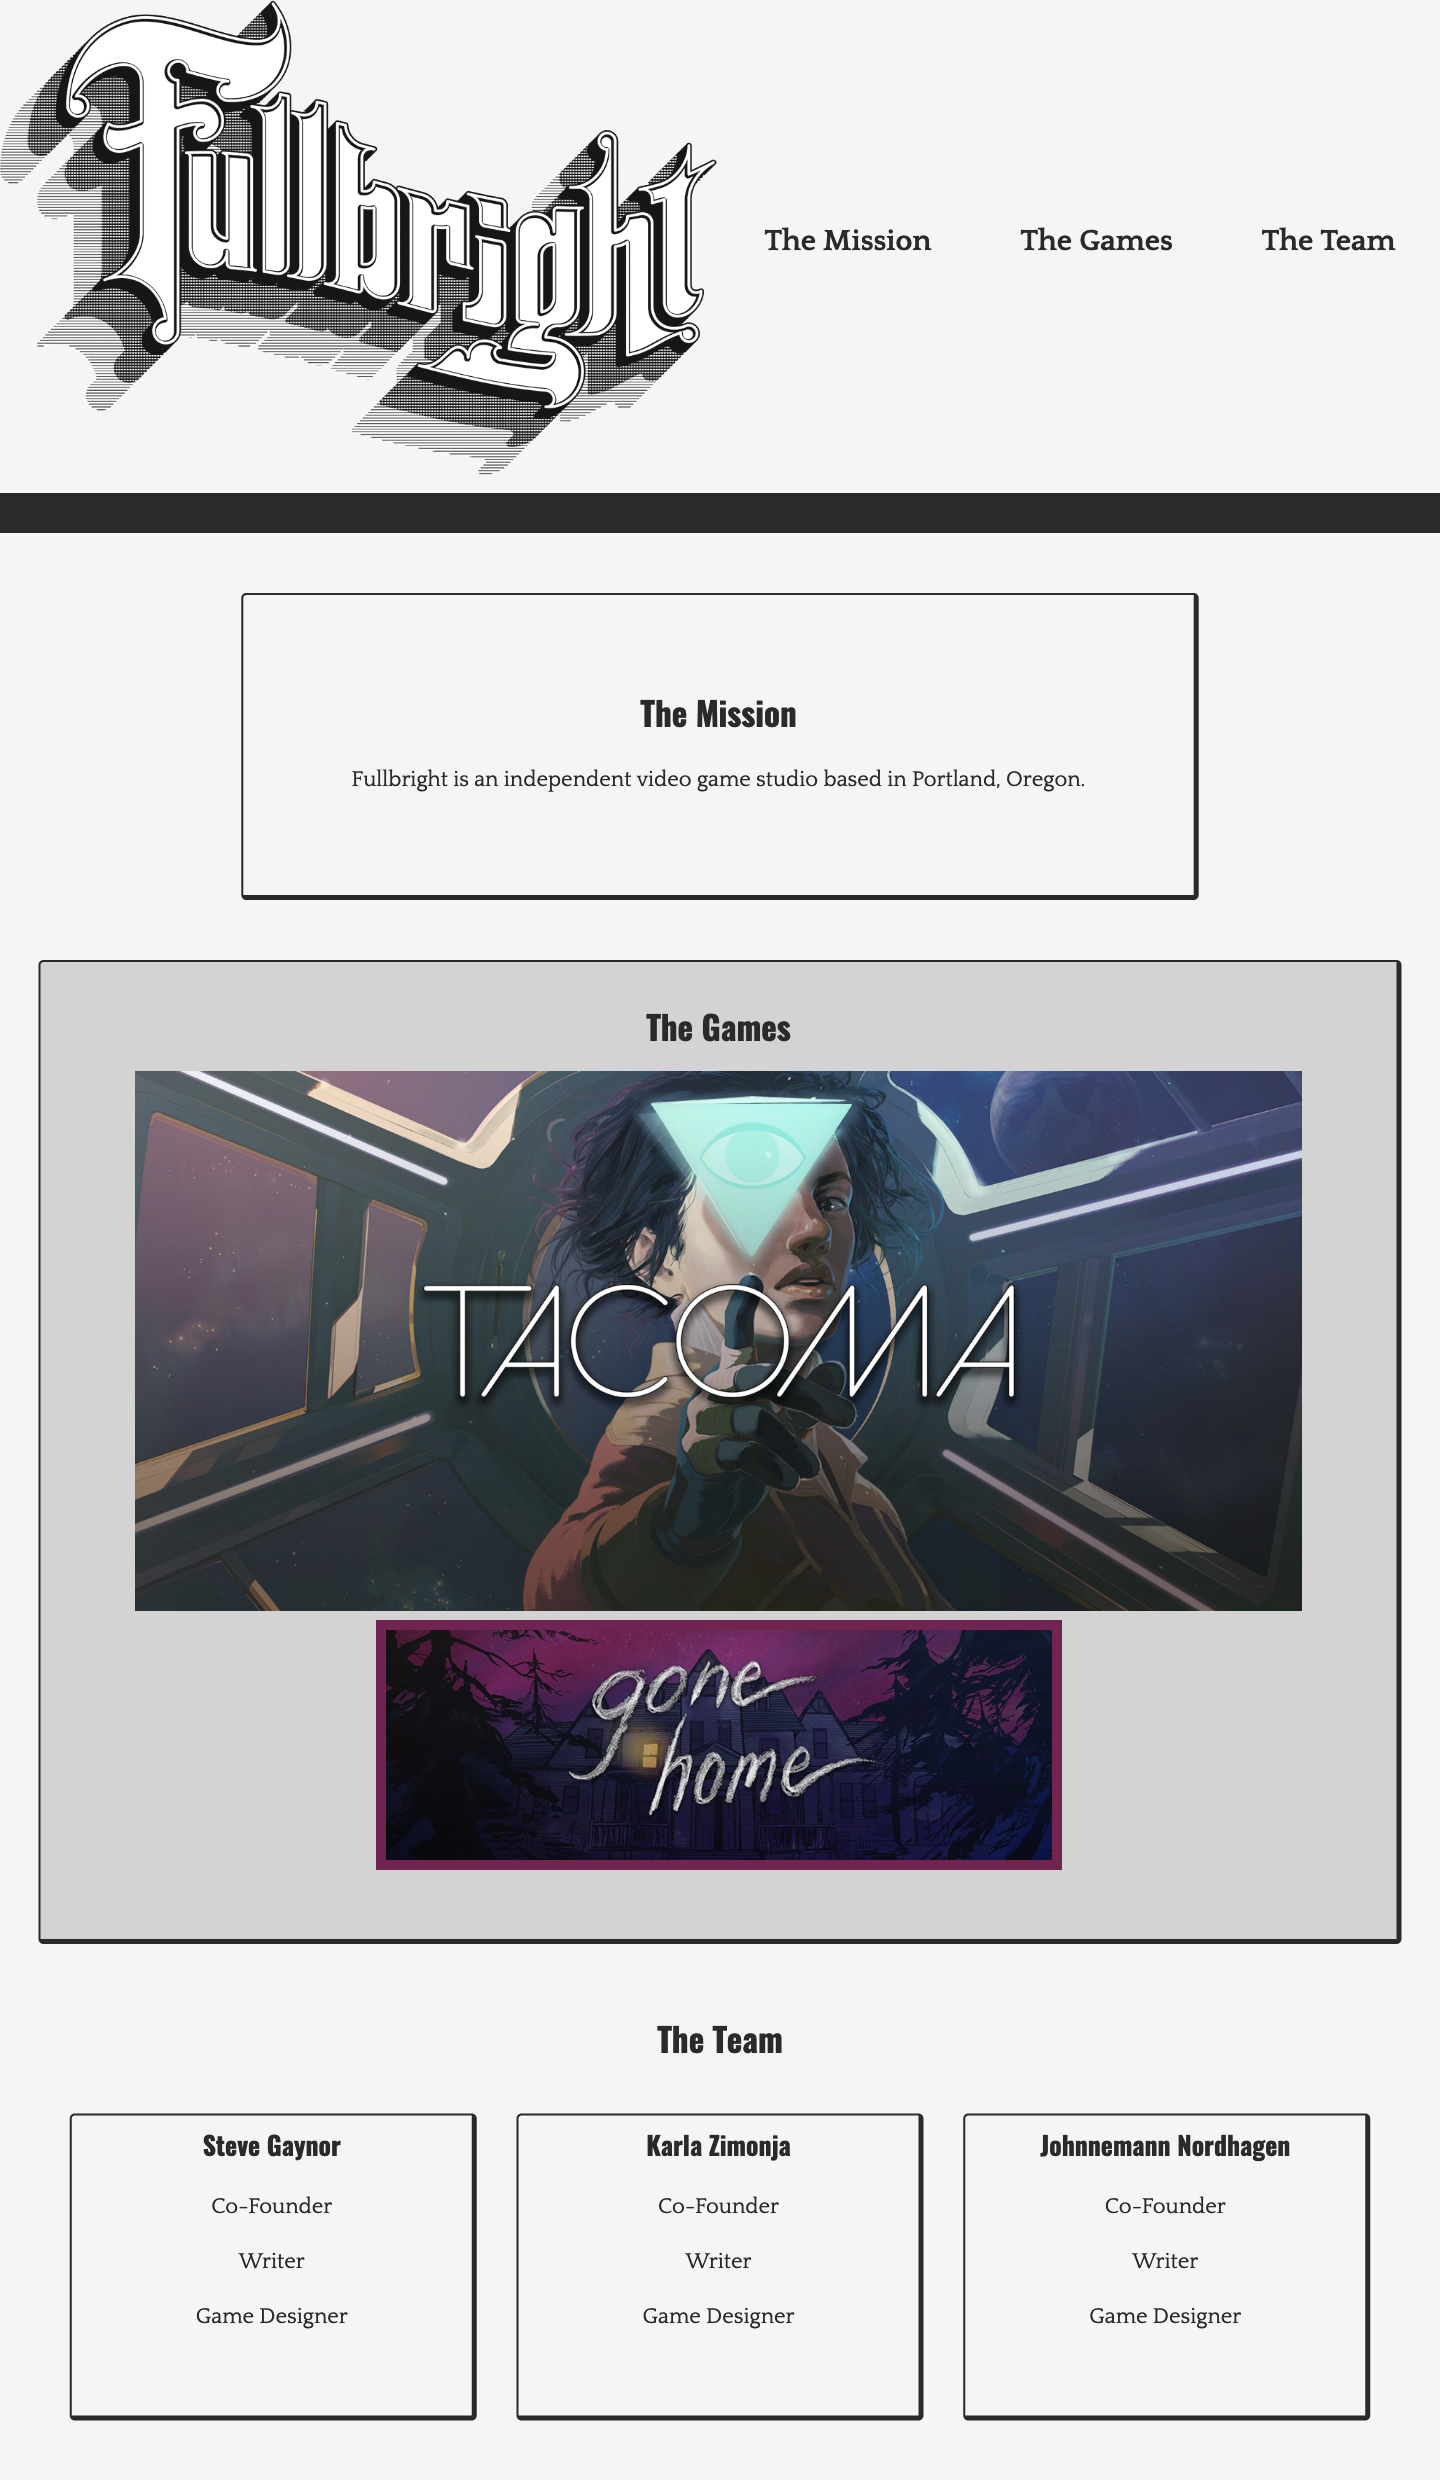 Fullbright
The Mission
The Games
The Team
The Mission
Fullbright is an independent video game studio based in Portland, Oregon.
The Games
TACOMA
gone
home
The Team
Steve Gaynor
Co-Founder
Writer
Game Designer
Karla Zimonja
Co-Founder
Writer
Game Designer
Johnnemann Nordhagen
Co-Founder
Writer
Game Designer